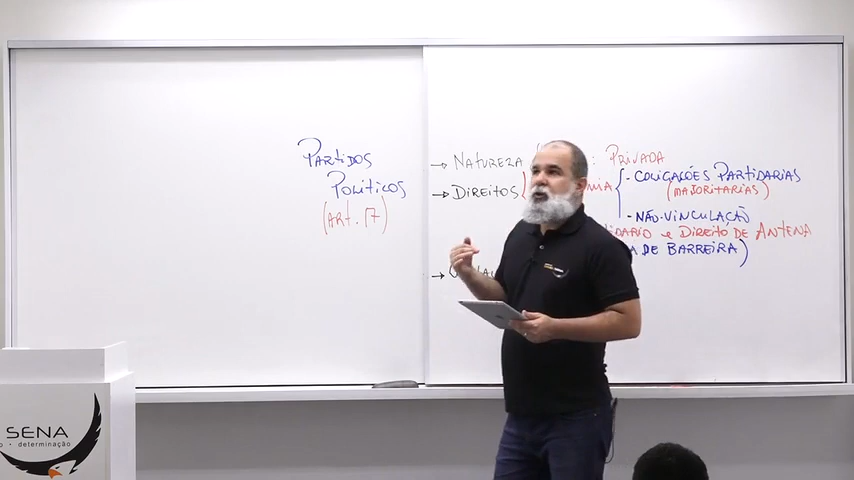 PARTIDOS
POLÍTICOS
(ART. 17)
→ NATUREZA : PRIVADA
→ DIREITOS { { - COLIGAÇÕES PARTIDÁRIAS
(MAJORITÁRIAS)
- NÃO-VINCULAÇÃO
E DIREITO DE ANTENA
DE BARREIRA)
→
SENA
determinação